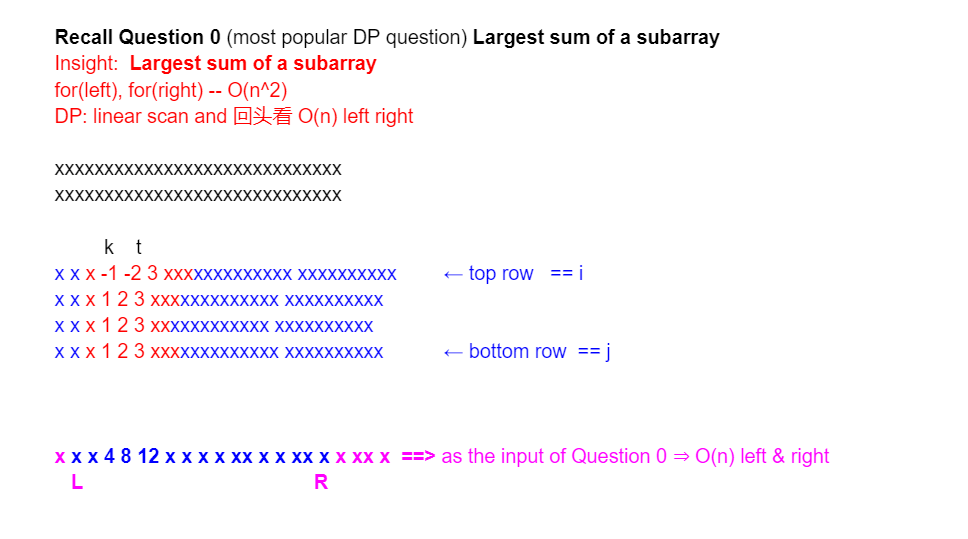 Recall Question 0 (most popular DP question) Largest sum of a subarray
Insight:  Largest sum of a subarray
for(left), for(right) -- O(n^2)
DP: linear scan and 回头看 O(n) left right
xxxxxxxxxxxxxxxxxxxxxxxxxxxxx
xxxxxxxxxxxxxxxxxxxxxxxxxxxxx
k t
x x x -1 -2 3 xxxxxxxxxxxxx xxxxxxxxxx ← top row == i
x x x 1 2 3 xxxxxxxxxxxxx xxxxxxxxxx
x x x 1 2 3 xxxxxxxxxxxx xxxxxxxxxx
x x x 1 2 3 xxxxxxxxxxxxx xxxxxxxxxx ← bottom row == j
x x x 4 8 12 x x x x xx x x xx x x xx x ==> as the input of Question 0 ⇒ O(n) left & right
L R